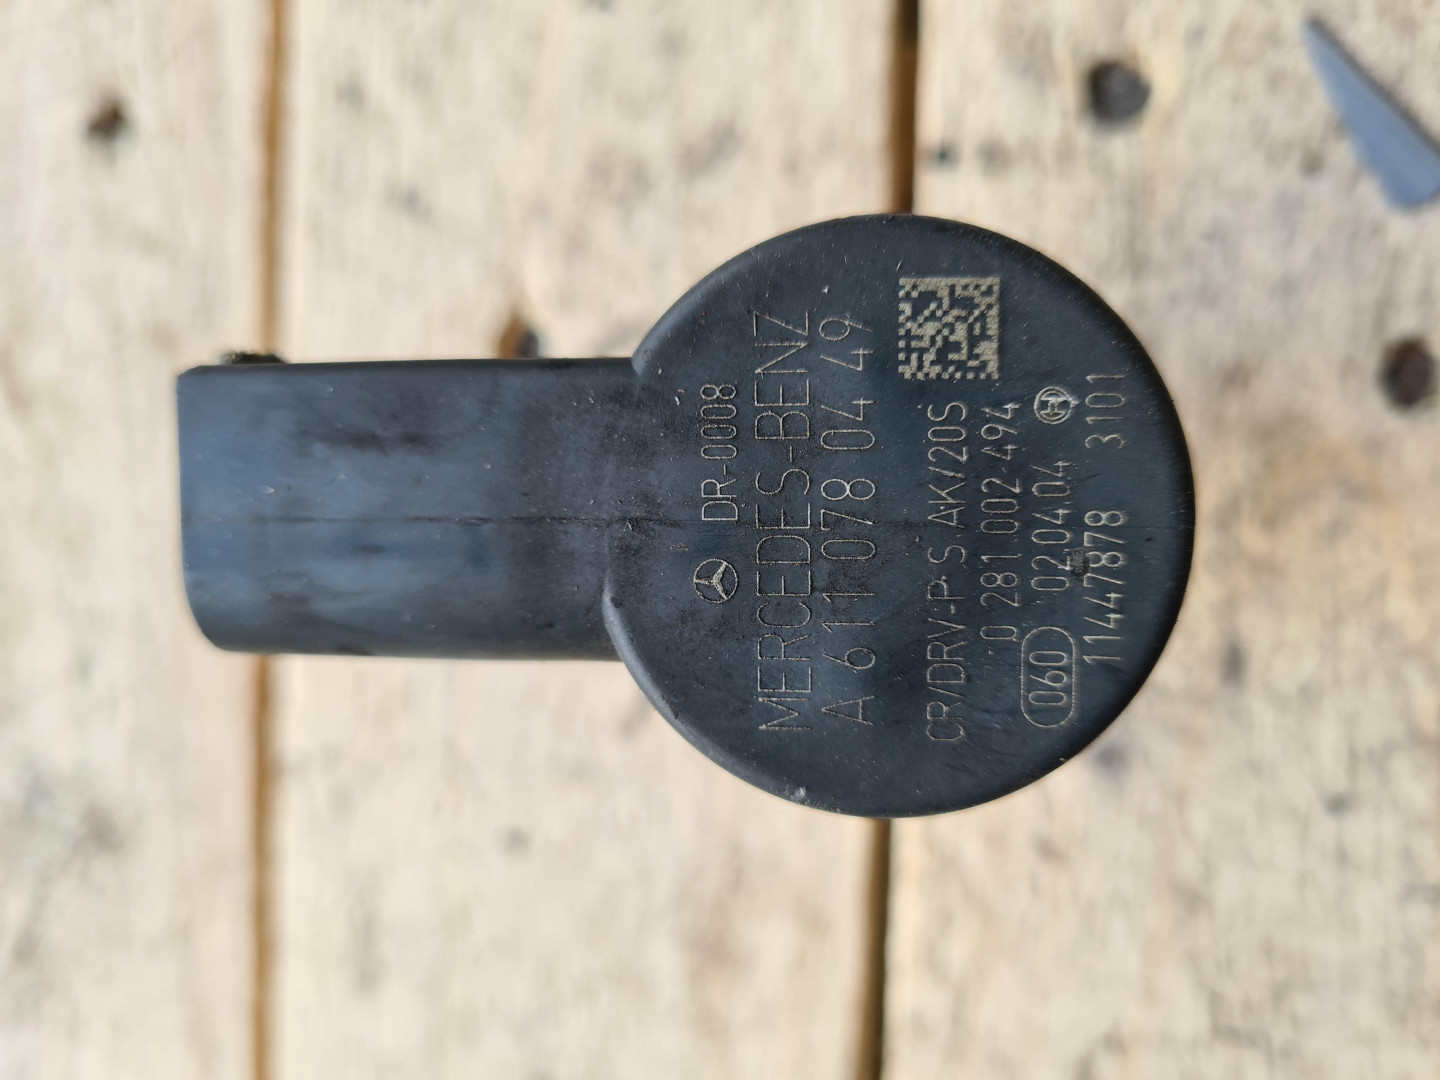 DR-0008
MERCEDES-BENZ
A 611 078 04 49
CR/DRV-P-S AK/20S
0 281 002 494
060 02.04.04
11447878 3101